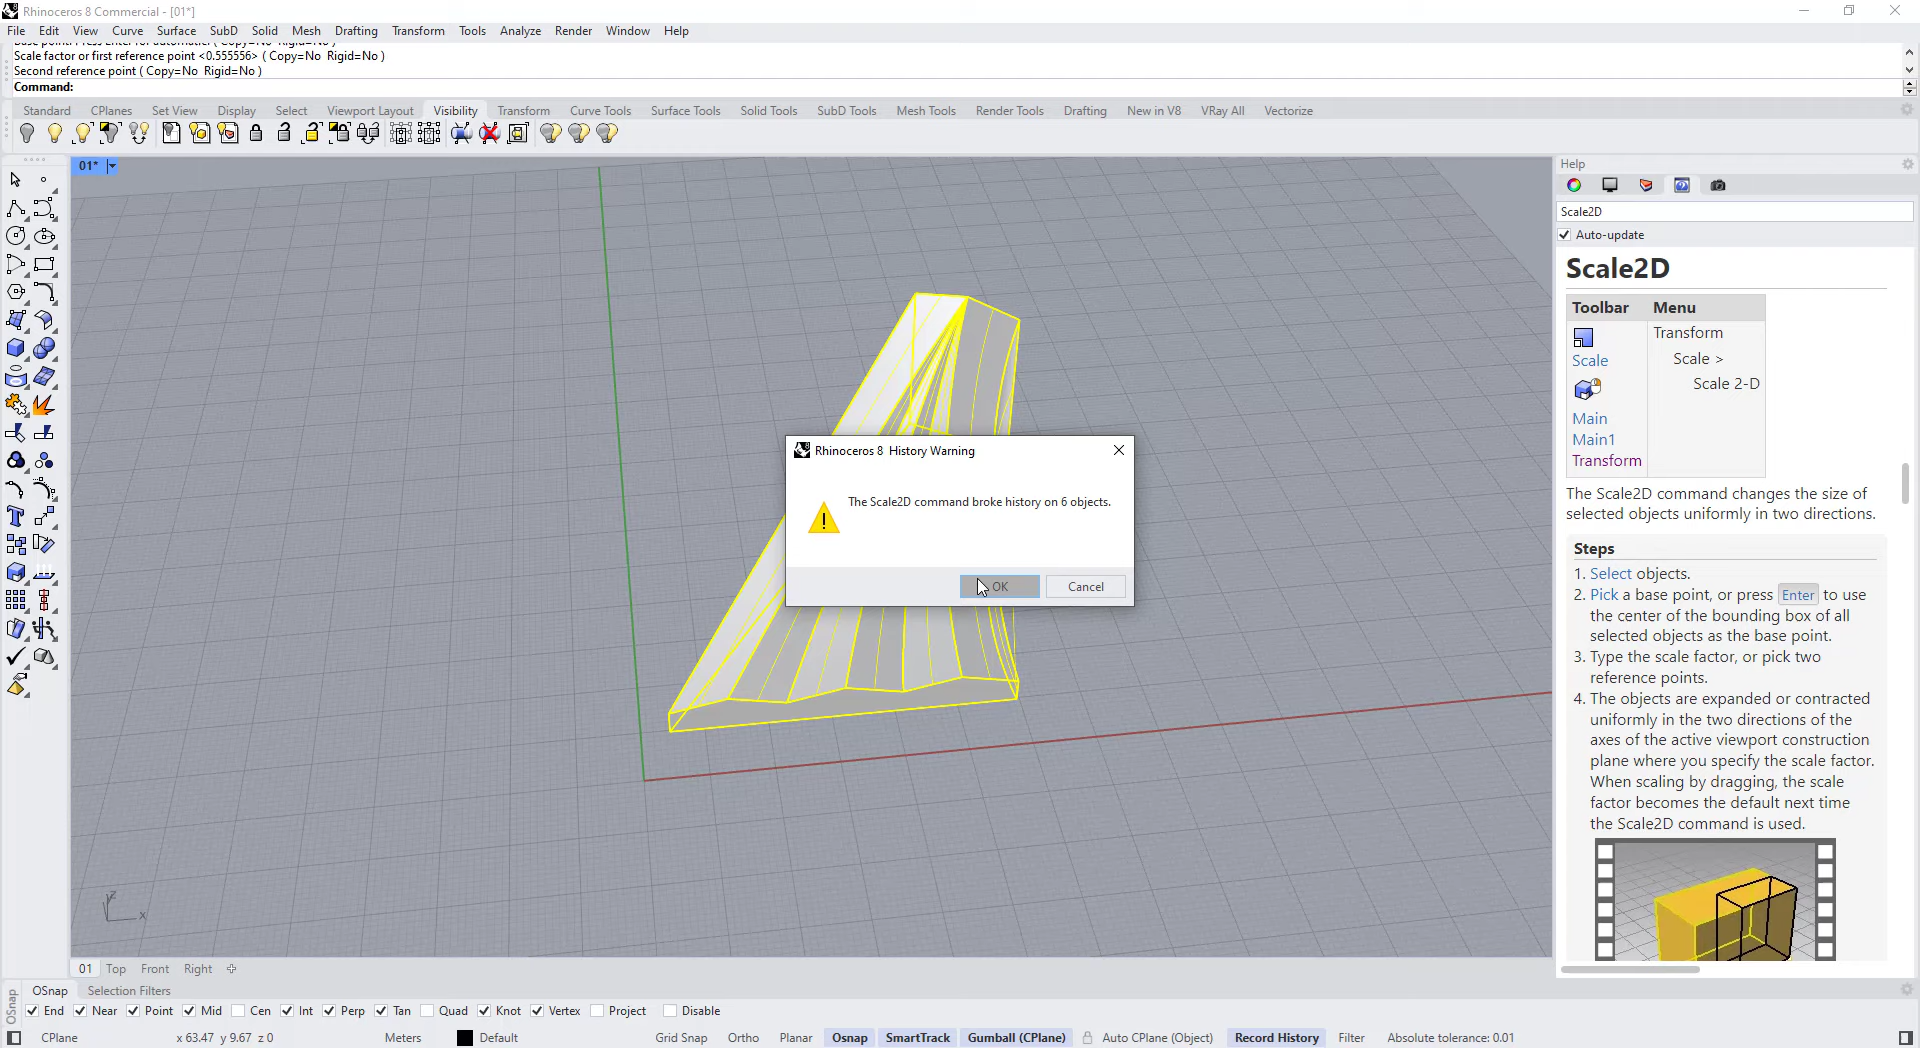 Rhinoceros 8 Commercial - [01*]
File Edit View Curve Surface SubD Solid Mesh Drafting Transform Tools Analyze Render Window Help
Base point. Press Enter for automatic. ( Copy=No Rigid=No )
Scale factor or first reference point <0.555556> ( Copy=No Rigid=No )
Second reference point ( Copy=No Rigid=No )
Command:
Standard CPlanes Set View Display Select Viewport Layout Visibility Transform Curve Tools Surface Tools Solid Tools SubD Tools Mesh Tools Render Tools Drafting New in V8 VRay All Vectorize
01*
Help
Scale2D
Auto-update
Scale2D
Toolbar Menu
Scale
Main
Main1
Transform
Transform
Scale >
Scale 2-D
The Scale2D command changes the size of
selected objects uniformly in two directions.
Steps
1. Select objects.
2. Pick a base point, or press Enter to use
the center of the bounding box of all
selected objects as the base point.
3. Type the scale factor, or pick two
reference points.
4. The objects are expanded or contracted
uniformly in the two directions of the
axes of the active viewport construction
plane where you specify the scale factor.
When scaling by dragging, the scale
factor becomes the default next time
the Scale2D command is used.
Rhinoceros 8 History Warning
The Scale2D command broke history on 6 objects.
OK Cancel
z
x
01 Top Front Right
OSnap
OSnap Selection Filters
End Near Point Mid Cen Int Perp Tan Quad Knot Vertex Project Disable
CPlane x 63.47 y 9.67 z 0 Meters Default Grid Snap Ortho Planar Osnap SmartTrack Gumball (CPlane) Auto CPlane (Object) Record History Filter Absolute tolerance: 0.01